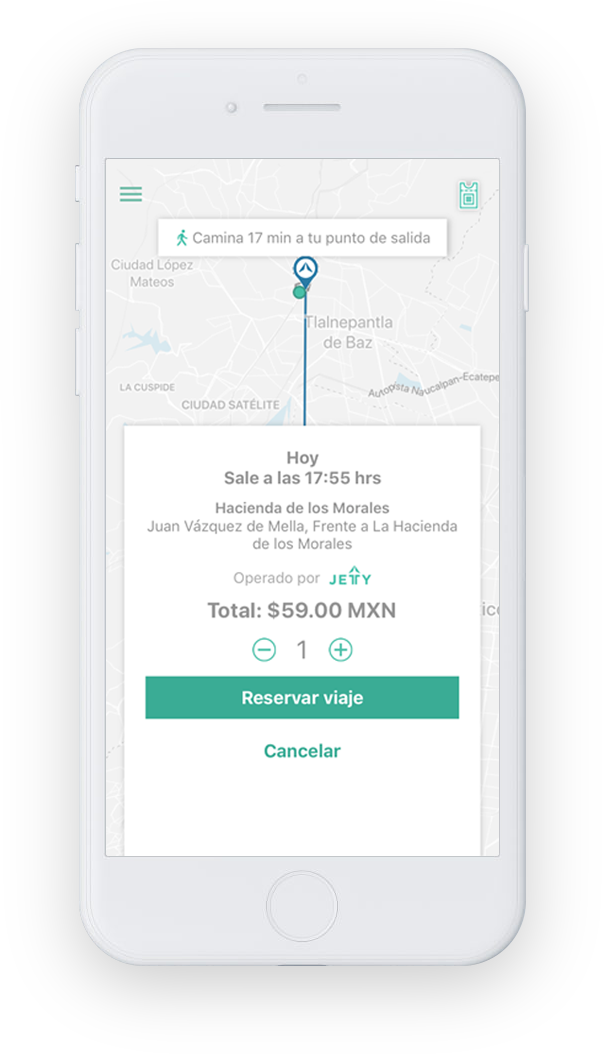 Camina 17 min a tu punto de salida
Ciudad López
Mateos
Tlalnepantla
de Baz
LA CUSPIDE
Autopista Naucalpan-Ecatepe
CIUDAD SATÉLITE
Hoy
Sale a las 17:55 hrs
Hacienda de los Morales
Juan Vázquez de Mella, Frente a La Hacienda
de los Morales
Operado por JETTY
Total: $59.00 MXN
1
Reservar viaje
Cancelar